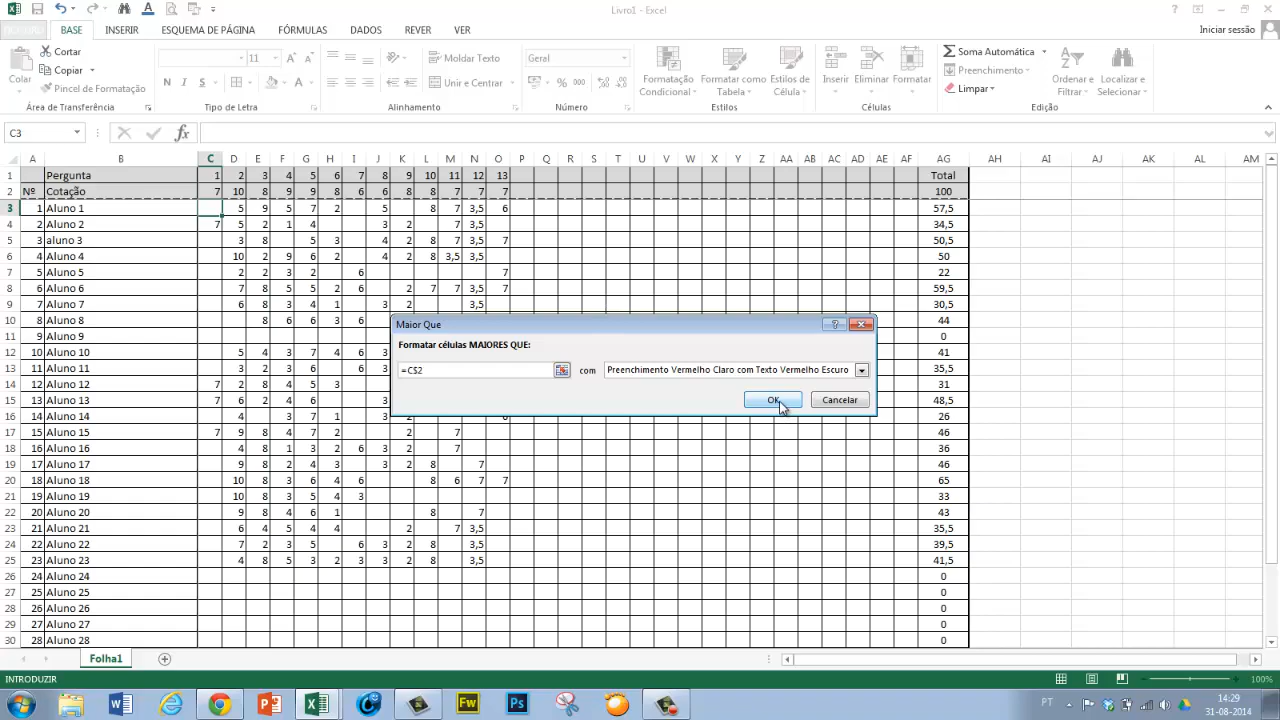 Livro1 - Excel
BASE INSERIR ESQUEMA DE PÁGINA FÓRMULAS DADOS REVER VER Iniciar sessão
Colar Cortar Copiar Pincel de Formatação Área de Transferência
11 N I S A Tipo de Letra
Moldar Texto Unir e Centrar Alinhamento
Geral % 000 Número
Formatação Condicional Formatar como Tabela Estilos de Célula Estilos
Inserir Eliminar Formatar Células
Soma Automática Preenchimento Limpar Ordenar e Filtrar Localizar e Selecionar Edição
C3 fx
A B C D E F G H I J K L M N O P Q R S T U V W X Y Z AA AB AC AD AE AF AG AH AI AJ AK AL AM
1 Pergunta 1 2 3 4 5 6 7 8 9 10 11 12 13 Total
2 Nº Cotação 7 10 8 9 9 8 6 6 8 8 7 7 7 100
3 1 Aluno 1 5 9 5 7 2 5 8 7 3,5 6 57,5
4 2 Aluno 2 7 5 2 1 4 3 2 7 3,5 34,5
5 3 aluno 3 3 8 5 3 4 2 8 7 3,5 7 50,5
6 4 Aluno 4 10 2 9 6 2 4 2 8 3,5 3,5 50
7 5 Aluno 5 2 2 3 2 6 7 22
8 6 Aluno 6 7 8 5 5 2 6 2 7 7 3,5 7 59,5
9 7 Aluno 7 6 8 3 4 1 3 2 3,5 30,5
10 8 Aluno 8 8 6 6 3 6 44
11 9 Aluno 9 0
12 10 Aluno 10 5 4 3 7 4 6 3 41
13 11 Aluno 11 3 2 3 6 6 3 35,5
14 12 Aluno 12 7 2 8 4 5 3 31
15 13 Aluno 13 7 6 2 4 6 3 48,5
16 14 Aluno 14 4 3 7 1 3 26
17 15 Aluno 15 7 9 8 4 7 2 2 7 46
18 16 Aluno 16 4 8 1 3 2 6 3 2 7 36
19 17 Aluno 17 9 8 2 4 3 3 2 8 7 46
20 18 Aluno 18 10 8 3 6 4 6 8 6 7 7 65
21 19 Aluno 19 10 8 3 5 4 3 33
22 20 Aluno 20 9 8 4 6 1 8 7 43
23 21 Aluno 21 6 4 5 4 4 2 7 3,5 35,5
24 22 Aluno 22 7 2 3 5 6 3 2 8 3,5 39,5
25 23 Aluno 23 4 8 5 3 2 3 3 2 8 3,5 41,5
26 24 Aluno 24 0
27 25 Aluno 25 0
28 26 Aluno 26 0
29 27 Aluno 27 0
30 28 Aluno 28 0
Maior Que
Formatar células MAIORES QUE:
=C$2 com Preenchimento Vermelho Claro com Texto Vermelho Escuro
OK Cancelar
Folha1
INTRODUZIR 100%
W Fw Ps PT 14:29
31-08-2014